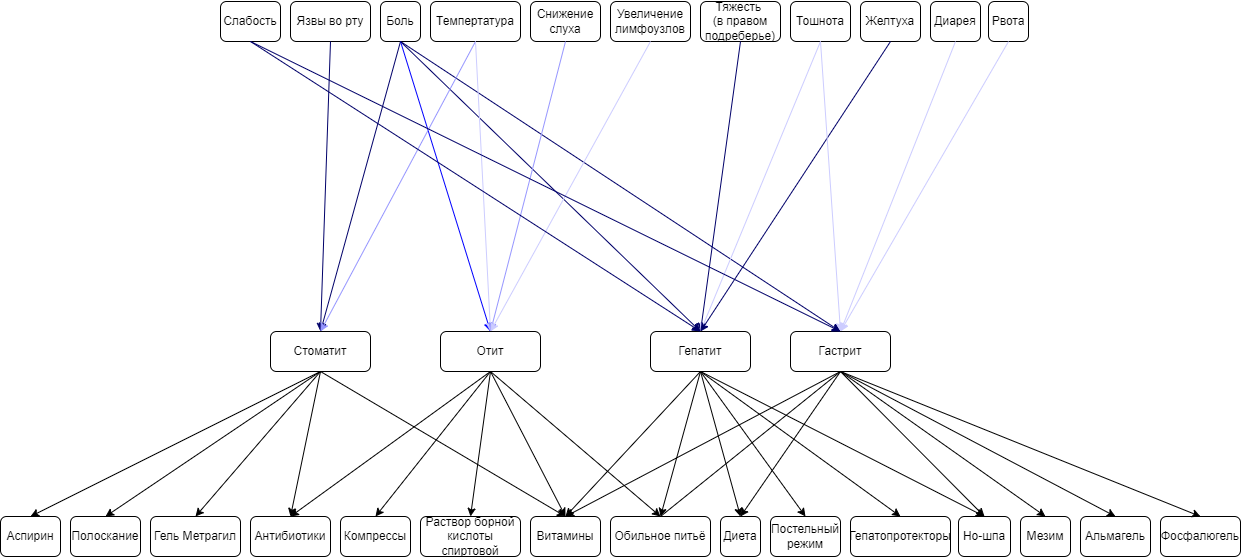 Слабость
Язвы во рту
Боль
Темпертатура
Снижение
слуха
Увеличение
лимфоузлов
Тяжесть
(в правом
подреберье)
Тошнота
Желтуха
Диарея
Рвота
Стоматит
Отит
Гепатит
Гастрит
Аспирин
Полоскание
Гель Метрагил
Антибиотики
Компрессы
Раствор борной
кислоты
спиртовой
Витамины
Обильное питьё
Диета
Постельный
режим
Гепатопротекторы
Но-шпа
Мезим
Альмагель
Фосфалюгель